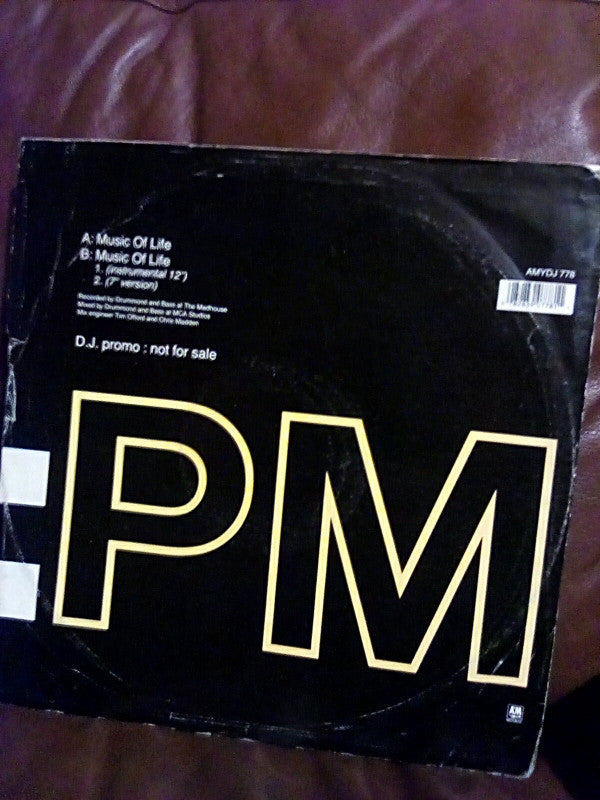 A: Music Of Life
B: Music Of Life
1. (instrumental 12")
2. (7" version)
Recorded by Drummond and Bass at The Madhouse
Mixed by Drummond and Bass at MCA Studios
Mix engineer Tim Offord and Chris Madden
D.J. promo : not for sale
AMYDJ 778
:PM
A&M